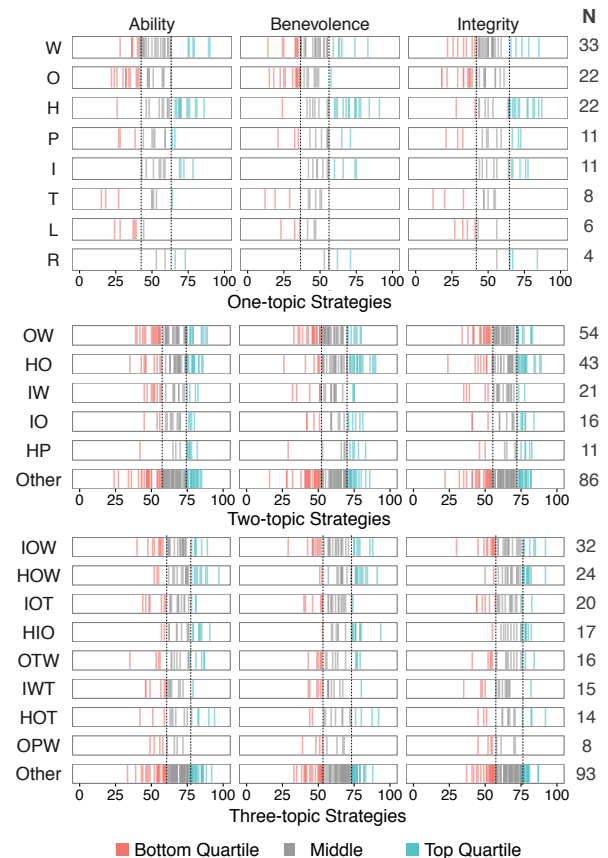 Ability Benevolence Integrity N
W 33
O 22
H 22
P 11
I 11
T 8
L 6
R 4
0 25 50 75 100 0 25 50 75 100 0 25 50 75 100
One-topic Strategies
OW 54
HO 43
IW 21
IO 16
HP 11
Other 86
0 25 50 75 100 0 25 50 75 100 0 25 50 75 100
Two-topic Strategies
IOW 32
HOW 24
IOT 20
HIO 17
OTW 16
IWT 15
HOT 14
OPW 8
Other 93
0 25 50 75 100 0 25 50 75 100 0 25 50 75 100
Three-topic Strategies
Bottom Quartile Middle Top Quartile